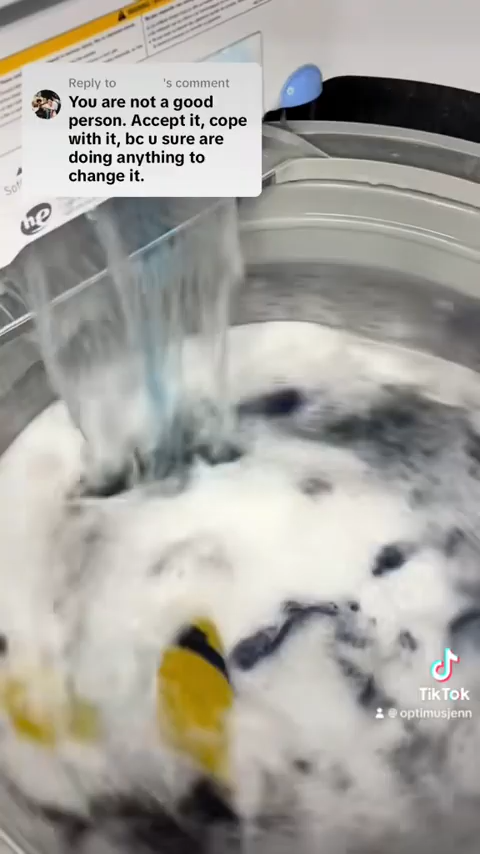 WARNING
Reply to 's comment
You are not a good
person. Accept it, cope
with it, bc u sure are
doing anything to
change it.
he
TikTok
@optimusjenn